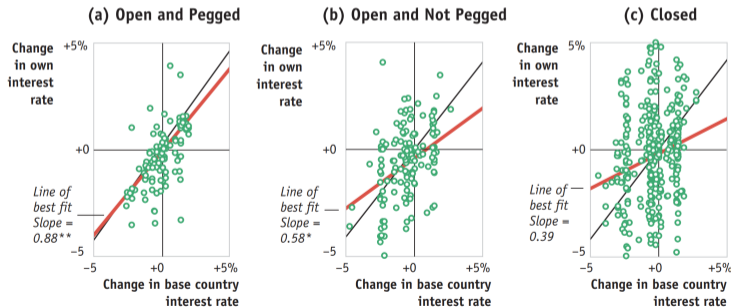 (a) Open and Pegged
Change
in own
interest
rate
+5%
+0
−5
Line of
best fit
Slope =
0.88**
−5
+0
+5%
Change in base country
interest rate
(b) Open and Not Pegged
Change
in own
interest
rate
+5%
+0
−5
Line of
best fit
Slope =
0.58*
−5
+0
+5%
Change in base country
interest rate
(c) Closed
Change
in own
interest
rate
5%
+0
−5
Line of
best fit
Slope =
0.39
−5
+0
+5%
Change in base country
interest rate